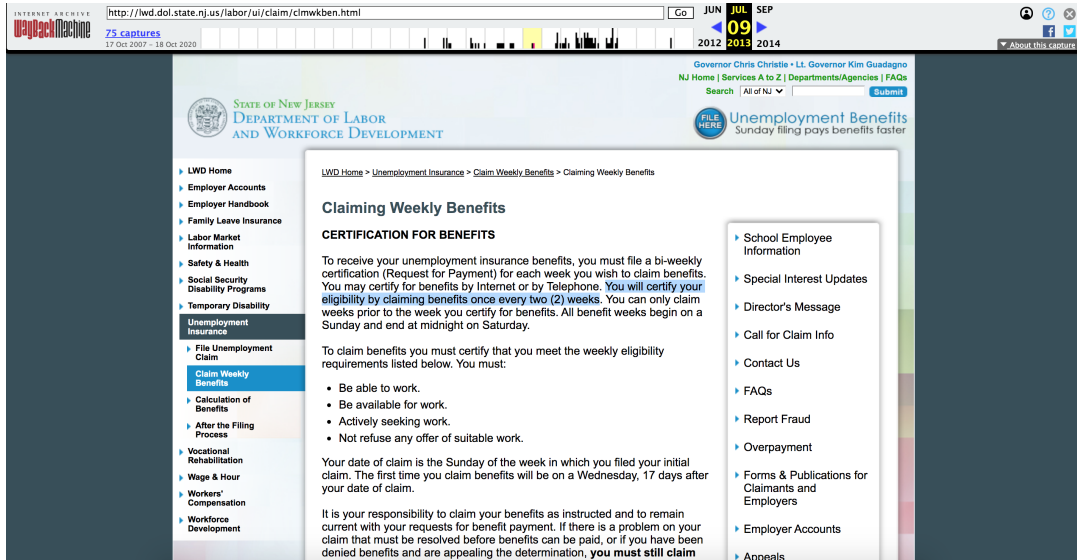 INTERNET ARCHIVE
WayBackMachine
http://lwd.dol.state.nj.us/labor/ui/claim/clmwkben.html
Go
JUN JUL SEP
09
2012 2013 2014
75 captures
17 Oct 2007 – 18 Oct 2020
▼ About this capture
Governor Chris Christie • Lt. Governor Kim Guadagno
NJ Home | Services A to Z | Departments/Agencies | FAQs
Search All of NJ Submit
STATE OF NEW JERSEY
DEPARTMENT OF LABOR
AND WORKFORCE DEVELOPMENT
FILE HERE
Unemployment Benefits
Sunday filing pays benefits faster
LWD Home
Employer Accounts
Employer Handbook
Family Leave Insurance
Labor Market
Information
Safety & Health
Social Security
Disability Programs
Temporary Disability
Unemployment
Insurance
File Unemployment
Claim
Claim Weekly
Benefits
Calculation of
Benefits
After the Filing
Process
Vocational
Rehabilitation
Wage & Hour
Workers'
Compensation
Workforce
Development
LWD Home > Unemployment Insurance > Claim Weekly Benefits > Claiming Weekly Benefits
Claiming Weekly Benefits
CERTIFICATION FOR BENEFITS
To receive your unemployment insurance benefits, you must file a bi-weekly
certification (Request for Payment) for each week you wish to claim benefits.
You may certify for benefits by Internet or by Telephone. You will certify your
eligibility by claiming benefits once every two (2) weeks. You can only claim
weeks prior to the week you certify for benefits. All benefit weeks begin on a
Sunday and end at midnight on Saturday.
To claim benefits you must certify that you meet the weekly eligibility
requirements listed below. You must:
• Be able to work.
• Be available for work.
• Actively seeking work.
• Not refuse any offer of suitable work.
Your date of claim is the Sunday of the week in which you filed your initial
claim. The first time you claim benefits will be on a Wednesday, 17 days after
your date of claim.
It is your responsibility to claim your benefits as instructed and to remain
current with your requests for benefit payment. If there is a problem on your
claim that must be resolved before benefits can be paid, or if you have been
denied benefits and are appealing the determination, you must still claim
School Employee
Information
Special Interest Updates
Director's Message
Call for Claim Info
Contact Us
FAQs
Report Fraud
Overpayment
Forms & Publications for
Claimants and
Employers
Employer Accounts
Appeals